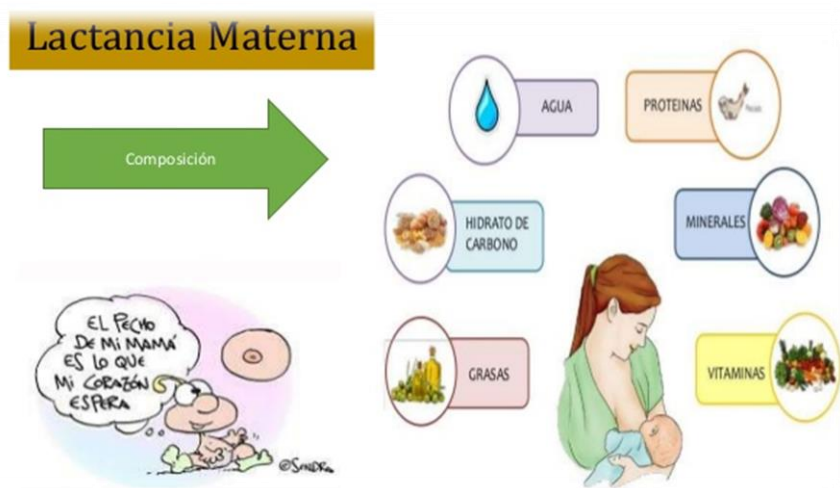 Lactancia Materna
Composición
AGUA
PROTEINAS
HIDRATO DE
CARBONO
MINERALES
GRASAS
VITAMINAS
EL PECHO
DE MI MAMÁ
ES LO QUE
MI CORAZÓN
ESPERA